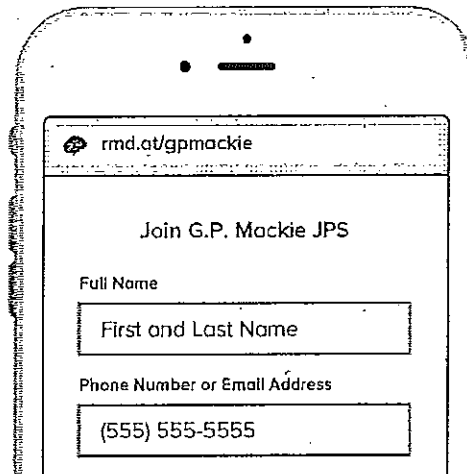 rmd.at/gpmackie
Join G.P. Mackie JPS
Full Name
First and Last Name
Phone Number or Email Address
(555) 555-5555